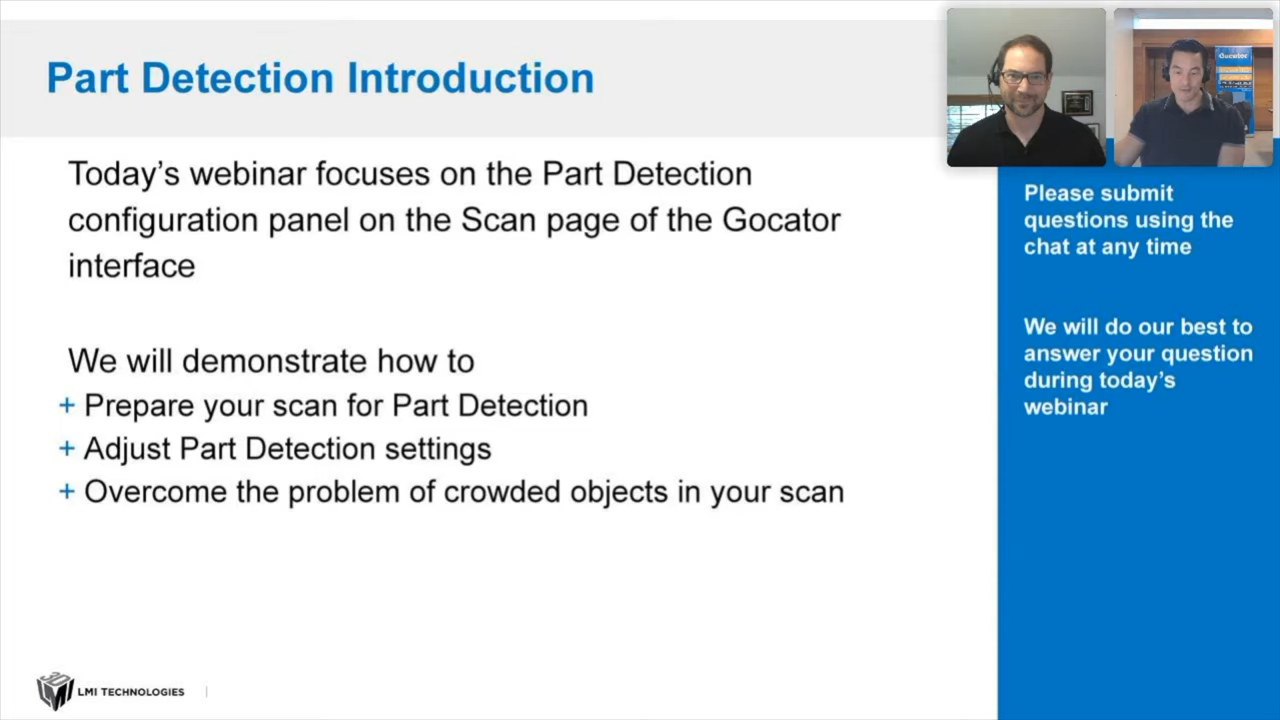 Part Detection Introduction
Today's webinar focuses on the Part Detection
configuration panel on the Scan page of the Gocator
interface
We will demonstrate how to
+ Prepare your scan for Part Detection
+ Adjust Part Detection settings
+ Overcome the problem of crowded objects in your scan
Gocator
Please submit
questions using the
chat at any time
We will do our best to
answer your question
during today's
webinar
3D
LMI TECHNOLOGIES